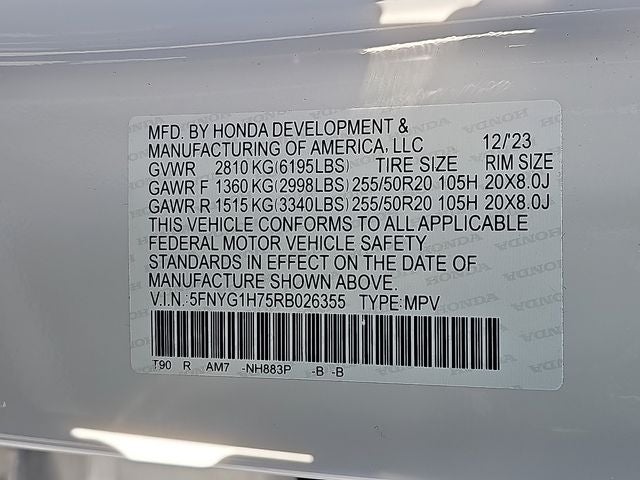 MFD. BY HONDA DEVELOPMENT &
MANUFACTURING OF AMERICA, LLC 12/'23
GVWR 2810 KG(6195LBS) TIRE SIZE RIM SIZE
GAWR F 1360 KG(2998LBS) 255/50R20 105H 20X8.0J
GAWR R 1515 KG(3340LBS) 255/50R20 105H 20X8.0J
THIS VEHICLE CONFORMS TO ALL APPLICABLE
FEDERAL MOTOR VEHICLE SAFETY
STANDARDS IN EFFECT ON THE DATE OF
MANUFACTURE SHOWN ABOVE.
V.I.N.: 5FNYG1H75RB026355 TYPE: MPV
T90 R AM7 -NH883P -B -B